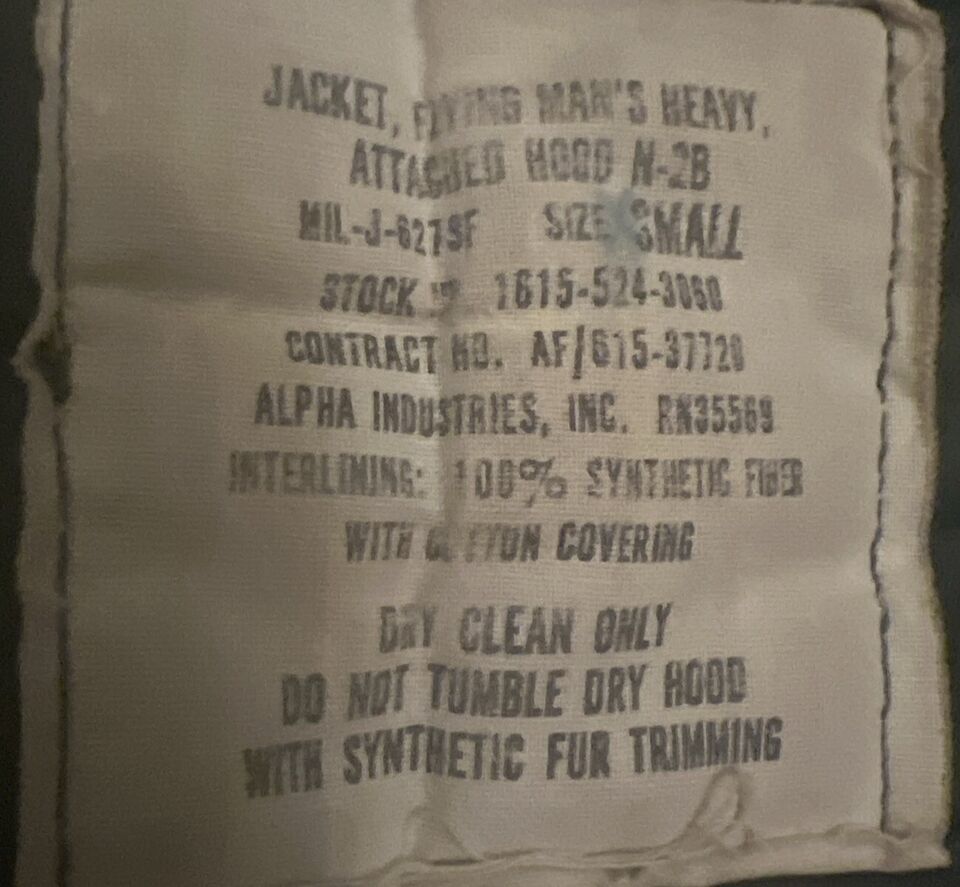 JACKET, FLYING MAN'S HEAVY,
ATTACHED HOOD N-2B
MIL-J-6279F SIZE SMALL
STOCK 1615-524-3060
CONTRACT NO. AF/615-37720
ALPHA INDUSTRIES, INC. RN35569
INTERLINING: 100% SYNTHETIC FIBER
WITH COTTON COVERING
DRY CLEAN ONLY
DO NOT TUMBLE DRY HOOD
WITH SYNTHETIC FUR TRIMMING